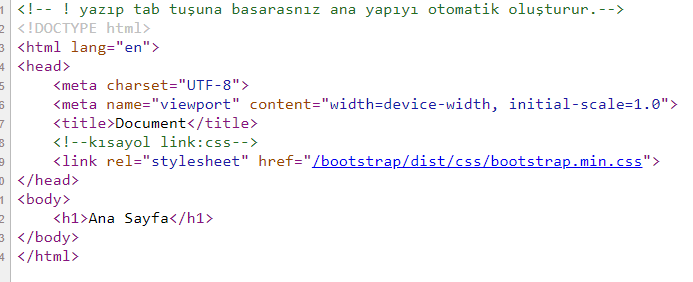 1 <!-- ! yazıp tab tuşuna basarasnız ana yapıyı otomatik oluşturur.-->
2 <!DOCTYPE html>
3 <html lang="en">
4 <head>
5     <meta charset="UTF-8">
6     <meta name="viewport" content="width=device-width, initial-scale=1.0">
7     <title>Document</title>
8     <!--kısayol link:css-->
9     <link rel="stylesheet" href="/bootstrap/dist/css/bootstrap.min.css">
0 </head>
1 <body>
2     <h1>Ana Sayfa</h1>
3 </body>
4 </html>